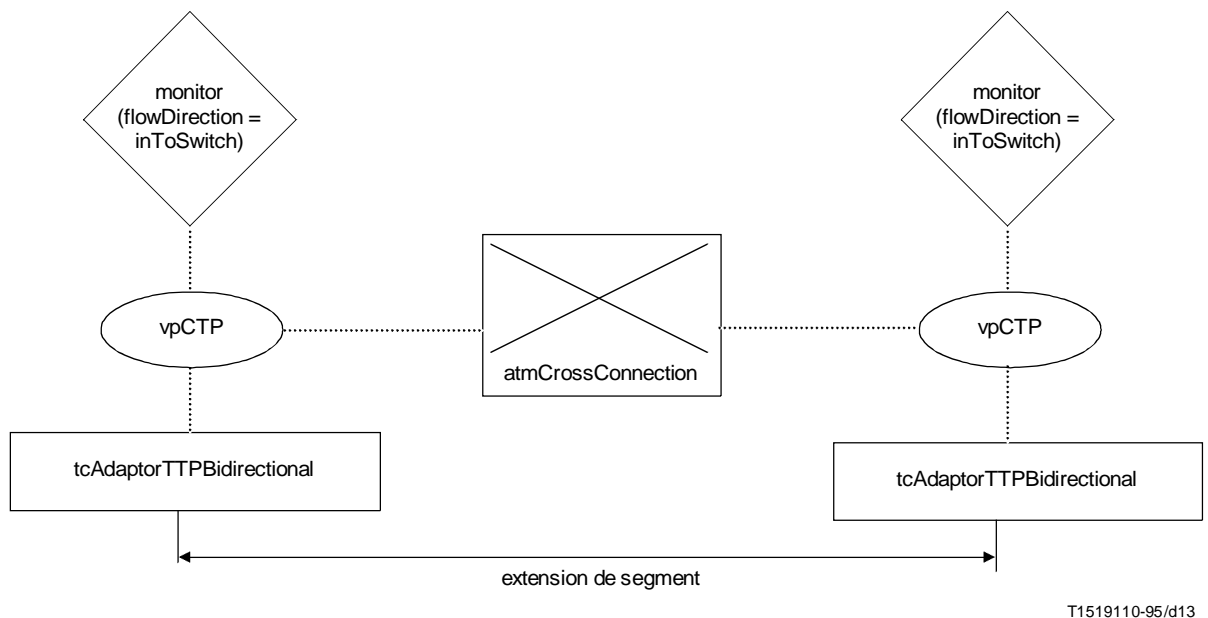 monitor
(flowDirection =
inToSwitch)
monitor
(flowDirection =
inToSwitch)
vpCTP
vpCTP
atmCrossConnection
tcAdaptorTTPBidirectional
tcAdaptorTTPBidirectional
extension de segment
T1519110-95/d13